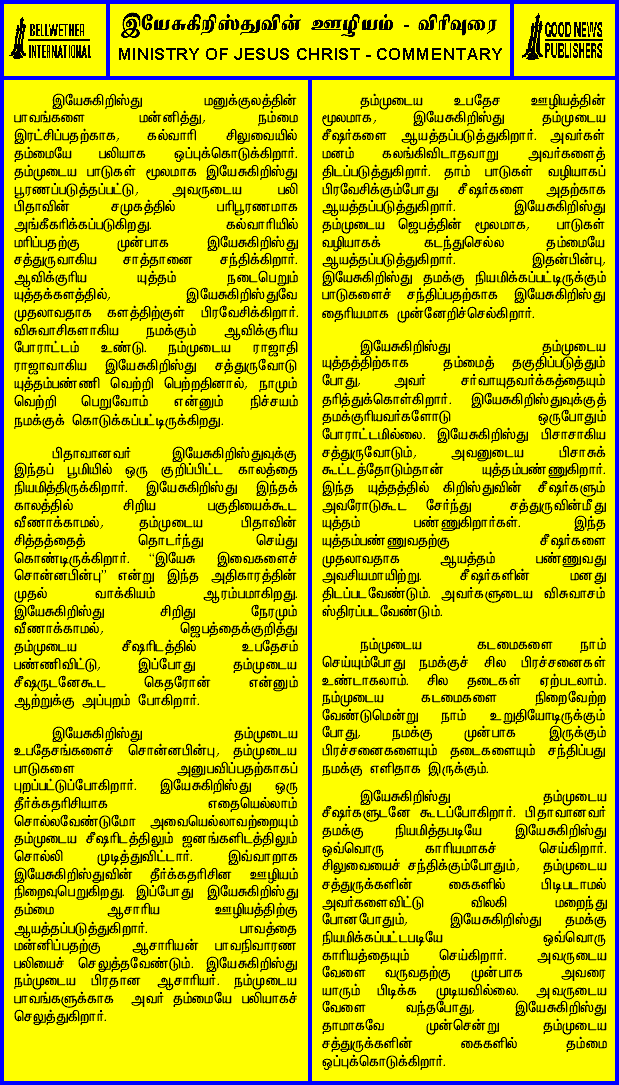 BELLWETHER
INTERNATIONAL
இயேசுகிறிஸ்துவின் ஊழியம் - விரிவுரை
MINISTRY OF JESUS CHRIST - COMMENTARY
GOOD NEWS
PUBLISHERS
இயேசுகிறிஸ்து மனுக்குலத்தின்
பாவங்களை மன்னித்து, நம்மை
இரட்சிப்பதற்காக, கல்வாரி சிலுவையில்
தம்மையே பலியாக ஒப்புக்கொடுக்கிறார்.
தம்முடைய பாடுகள் மூலமாக இயேசுகிறிஸ்து
பூரணப்படுத்தப்பட்டு, அவருடைய பலி
பிதாவின் சமுகத்தில் பரிபூரணமாக
அங்கீகரிக்கப்படுகிறது. கல்வாரியில்
மரிப்பதற்கு முன்பாக இயேசுகிறிஸ்து
சத்துருவாகிய சாத்தானை சந்திக்கிறார்.
ஆவிக்குரிய யுத்தம் நடைபெறும்
யுத்தக்களத்தில், இயேசுகிறிஸ்துவே
முதலாவதாக களத்திற்குள் பிரவேசிக்கிறார்.
விசுவாசிகளாகிய நமக்கும் ஆவிக்குரிய
போராட்டம் உண்டு. நம்முடைய ராஜாதி
ராஜாவாகிய இயேசுகிறிஸ்து சத்துருவோடு
யுத்தம்பண்ணி வெற்றி பெற்றதினால், நாமும்
வெற்றி பெறுவோம் என்னும் நிச்சயம்
நமக்குக் கொடுக்கப்பட்டிருக்கிறது.
பிதாவானவர் இயேசுகிறிஸ்துவுக்கு
இந்தப் பூமியில் ஒரு குறிப்பிட்ட காலத்தை
நியமித்திருக்கிறார். இயேசுகிறிஸ்து இந்தக்
காலத்தில் சிறிய பகுதியைக்கூட
வீணாக்காமல், தம்முடைய பிதாவின்
சித்தத்தைத் தொடர்ந்து செய்து
கொண்டிருக்கிறார். "இயேசு இவைகளைச்
சொன்னபின்பு" என்று இந்த அதிகாரத்தின்
முதல் வாக்கியம் ஆரம்பமாகிறது.
இயேசுகிறிஸ்து சிறிது நேரமும்
வீணாக்காமல், ஜெபத்தைக்குறித்து
தம்முடைய சீஷரிடத்தில் உபதேசம்
பண்ணிவிட்டு, இப்போது தம்முடைய
சீஷருடனேகூட கெதரோன் என்னும்
ஆற்றுக்கு அப்புறம் போகிறார்.
இயேசுகிறிஸ்து தம்முடைய
உபதேசங்களைச் சொன்னபின்பு, தம்முடைய
பாடுகளை அனுபவிப்பதற்காகப்
புறப்பட்டுப்போகிறார். இயேசுகிறிஸ்து ஒரு
தீர்க்கதரிசியாக எதையெல்லாம்
சொல்லவேண்டுமோ அவையெல்லாவற்றையும்
தம்முடைய சீஷரிடத்திலும் ஜனங்களிடத்திலும்
சொல்லி முடித்துவிட்டார். இவ்வாறாக
இயேசுகிறிஸ்துவின் தீர்க்கதரிசின ஊழியம்
நிறைவுபெறுகிறது. இப்போது இயேசுகிறிஸ்து
தம்மை ஆசாரிய ஊழியத்திற்கு
ஆயத்தப்படுத்துகிறார். பாவத்தை
மன்னிப்பதற்கு ஆசாரியன் பாவநிவாரண
பலியைச் செலுத்தவேண்டும். இயேசுகிறிஸ்து
நம்முடைய பிரதான ஆசாரியர். நம்முடைய
பாவங்களுக்காக அவர் தம்மையே பலியாகச்
செலுத்துகிறார்.
தம்முடைய உபதேச ஊழியத்தின்
மூலமாக, இயேசுகிறிஸ்து தம்முடைய
சீஷர்களை ஆயத்தப்படுத்துகிறார். அவர்கள்
மனம் கலங்கிவிடாதவாறு அவர்களைத்
திடப்படுத்துகிறார். தாம் பாடுகள் வழியாகப்
பிரவேசிக்கும்போது சீஷர்களை அதற்காக
ஆயத்தப்படுத்துகிறார். இயேசுகிறிஸ்து
தம்முடைய ஜெபத்தின் மூலமாக, பாடுகள்
வழியாகக் கடந்துசெல்ல தம்மையே
ஆயத்தப்படுத்துகிறார். இதன்பின்பு,
இயேசுகிறிஸ்து தமக்கு நியமிக்கப்பட்டிருக்கும்
பாடுகளைச் சந்திப்பதற்காக இயேசுகிறிஸ்து
தைரியமாக முன்னேறிச்செல்கிறார்.
இயேசுகிறிஸ்து தம்முடைய
யுத்தத்திற்காக தம்மைத் தகுதிப்படுத்தும்
போது, அவர் சர்வாயுதவர்க்கத்தையும்
தரித்துக்கொள்கிறார். இயேசுகிறிஸ்துவுக்குத்
தமக்குரியவர்களோடு ஒருபோதும்
போராட்டமில்லை. இயேசுகிறிஸ்து பிசாசாகிய
சத்துருவோடும், அவனுடைய பிசாசுக்
கூட்டத்தோடும்தான் யுத்தம்பண்ணுகிறார்.
இந்த யுத்தத்தில் கிறிஸ்துவின் சீஷர்களும்
அவரோடுகூட சேர்ந்து சத்துருவின்மீது
யுத்தம் பண்ணுகிறார்கள். இந்த
யுத்தம்பண்ணுவதற்கு சீஷர்களை
முதலாவதாக ஆயத்தம் பண்ணுவது
அவசியமாயிற்று. சீஷர்களின் மனது
திடப்படவேண்டும். அவர்களுடைய விசுவாசம்
ஸ்திரப்படவேண்டும்.
நம்முடைய கடமைகளை நாம்
செய்யும்போது நமக்குச் சில பிரச்சனைகள்
உண்டாகலாம். சில தடைகள் ஏற்படலாம்.
நம்முடைய கடமைகளை நிறைவேற்ற
வேண்டுமென்று நாம் உறுதியோடிருக்கும்
போது, நமக்கு முன்பாக இருக்கும்
பிரச்சனைகளையும் தடைகளையும் சந்திப்பது
நமக்கு எளிதாக இருக்கும்.
இயேசுகிறிஸ்து தம்முடைய
சீஷர்களுடனே கூடப்போகிறார். பிதாவானவர்
தமக்கு நியமித்தபடியே இயேசுகிறிஸ்து
ஒவ்வொரு காரியமாகச் செய்கிறார்.
சிலுவையைச் சந்திக்கும்போதும், தம்முடைய
சத்துருக்களின் கைகளில் பிடிபடாமல்
அவர்களைவிட்டு விலகி மறைந்து
போனபோதும், இயேசுகிறிஸ்து தமக்கு
நியமிக்கப்பட்டபடியே ஒவ்வொரு
காரியத்தையும் செய்கிறார். அவருடைய
வேளை வருவதற்கு முன்பாக அவரை
யாரும் பிடிக்க முடியவில்லை. அவருடைய
வேளை வந்தபோது, இயேசுகிறிஸ்து
தாமாகவே முன்சென்று தம்முடைய
சத்துருக்களின் கைகளில் தம்மை
ஒப்புக்கொடுக்கிறார்.